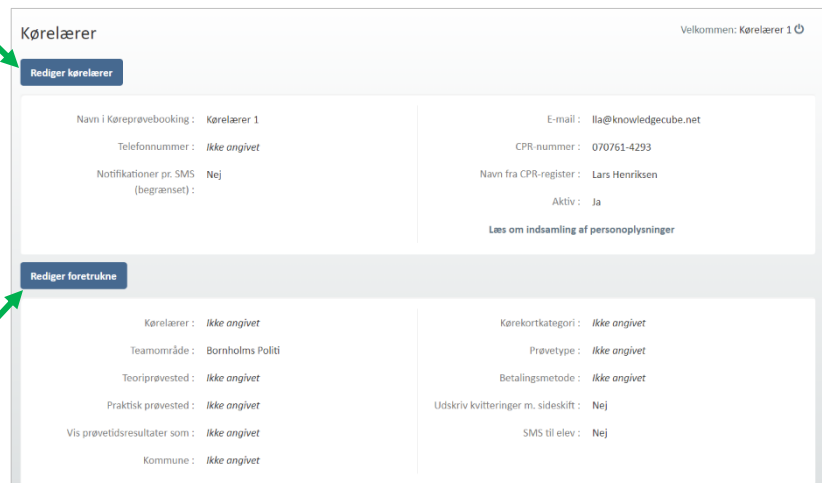 Kørelærer
Velkommen: Kørelærer 1
Rediger kørelærer
Navn i Køreprøvebooking : Kørelærer 1
Telefonnummer : Ikke angivet
Notifikationer pr. SMS Nej
(begrænset) :
E-mail : lla@knowledgecube.net
CPR-nummer : 070761-4293
Navn fra CPR-register : Lars Henriksen
Aktiv : Ja
Læs om indsamling af personoplysninger
Rediger foretrukne
Kørelærer : Ikke angivet
Teamområde : Bornholms Politi
Teoriprøvested : Ikke angivet
Praktisk prøvested : Ikke angivet
Vis prøvetidsresultater som : Ikke angivet
Kommune : Ikke angivet
Kørekortkategori : Ikke angivet
Prøvetype : Ikke angivet
Betalingsmetode : Ikke angivet
Udskriv kvitteringer m. sideskift : Nej
SMS til elev : Nej